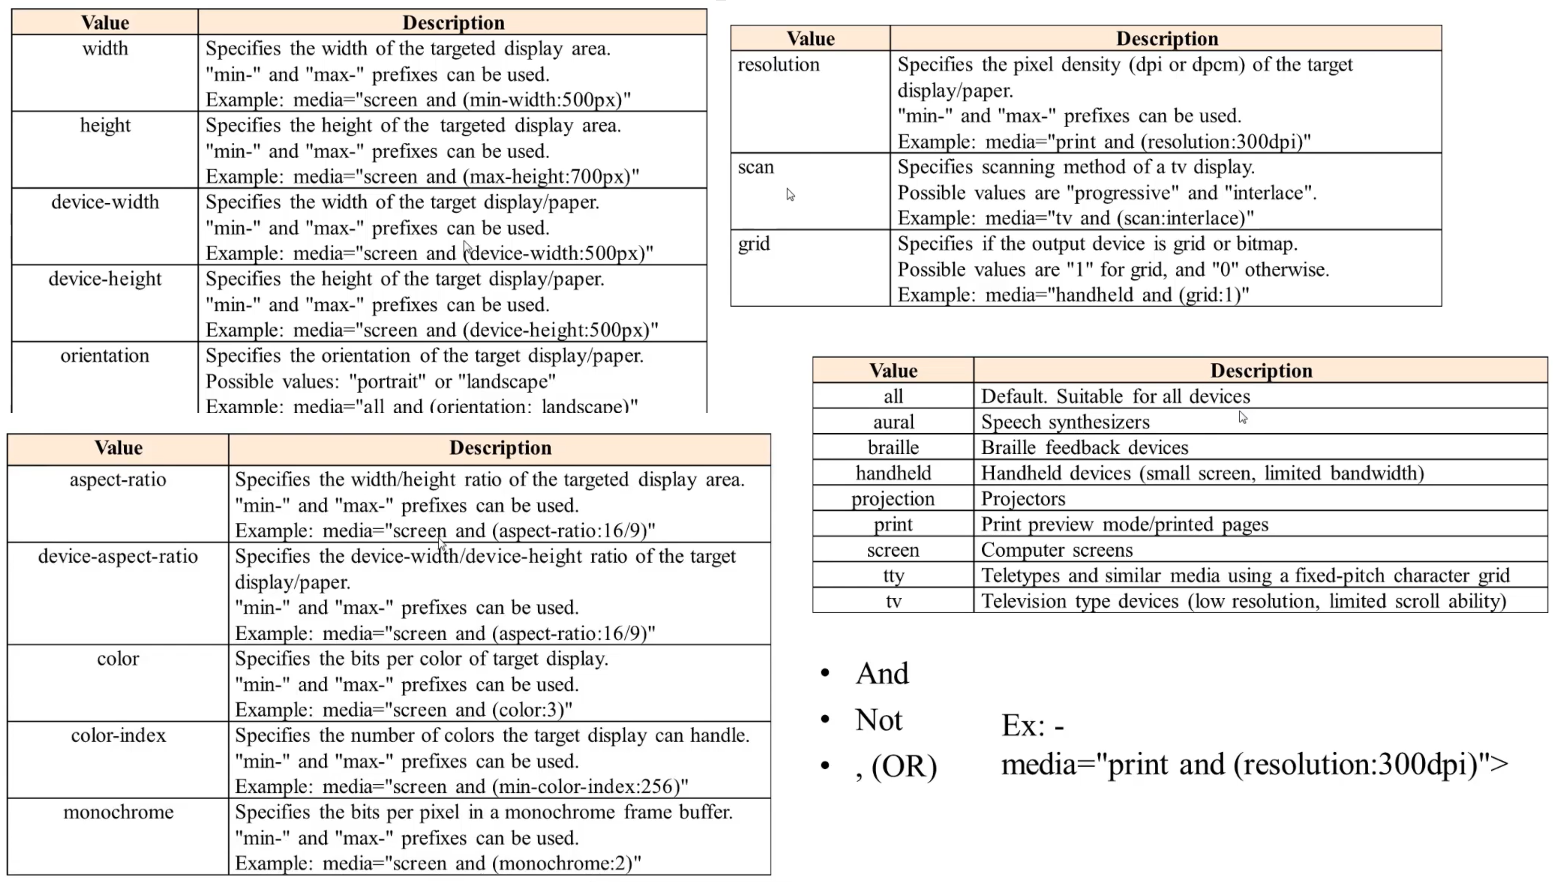 Value Description
width Specifies the width of the targeted display area.
"min-" and "max-" prefixes can be used.
Example: media="screen and (min-width:500px)"
height Specifies the height of the targeted display area.
"min-" and "max-" prefixes can be used.
Example: media="screen and (max-height:700px)"
device-width Specifies the width of the target display/paper.
"min-" and "max-" prefixes can be used.
Example: media="screen and (device-width:500px)"
device-height Specifies the height of the target display/paper.
"min-" and "max-" prefixes can be used.
Example: media="screen and (device-height:500px)"
orientation Specifies the orientation of the target display/paper.
Possible values: "portrait" or "landscape"
Example: media="all and (orientation: landscape)"
Value Description
resolution Specifies the pixel density (dpi or dpcm) of the target
display/paper.
"min-" and "max-" prefixes can be used.
Example: media="print and (resolution:300dpi)"
scan Specifies scanning method of a tv display.
Possible values are "progressive" and "interlace".
Example: media="tv and (scan:interlace)"
grid Specifies if the output device is grid or bitmap.
Possible values are "1" for grid, and "0" otherwise.
Example: media="handheld and (grid:1)"
Value Description
aspect-ratio Specifies the width/height ratio of the targeted display area.
"min-" and "max-" prefixes can be used.
Example: media="screen and (aspect-ratio:16/9)"
device-aspect-ratio Specifies the device-width/device-height ratio of the target
display/paper.
"min-" and "max-" prefixes can be used.
Example: media="screen and (aspect-ratio:16/9)"
color Specifies the bits per color of target display.
"min-" and "max-" prefixes can be used.
Example: media="screen and (color:3)"
color-index Specifies the number of colors the target display can handle.
"min-" and "max-" prefixes can be used.
Example: media="screen and (min-color-index:256)"
monochrome Specifies the bits per pixel in a monochrome frame buffer.
"min-" and "max-" prefixes can be used.
Example: media="screen and (monochrome:2)"
Value Description
all Default. Suitable for all devices
aural Speech synthesizers
braille Braille feedback devices
handheld Handheld devices (small screen, limited bandwidth)
projection Projectors
print Print preview mode/printed pages
screen Computer screens
tty Teletypes and similar media using a fixed-pitch character grid
tv Television type devices (low resolution, limited scroll ability)
• And
• Not
• , (OR)
Ex: -
media="print and (resolution:300dpi)">